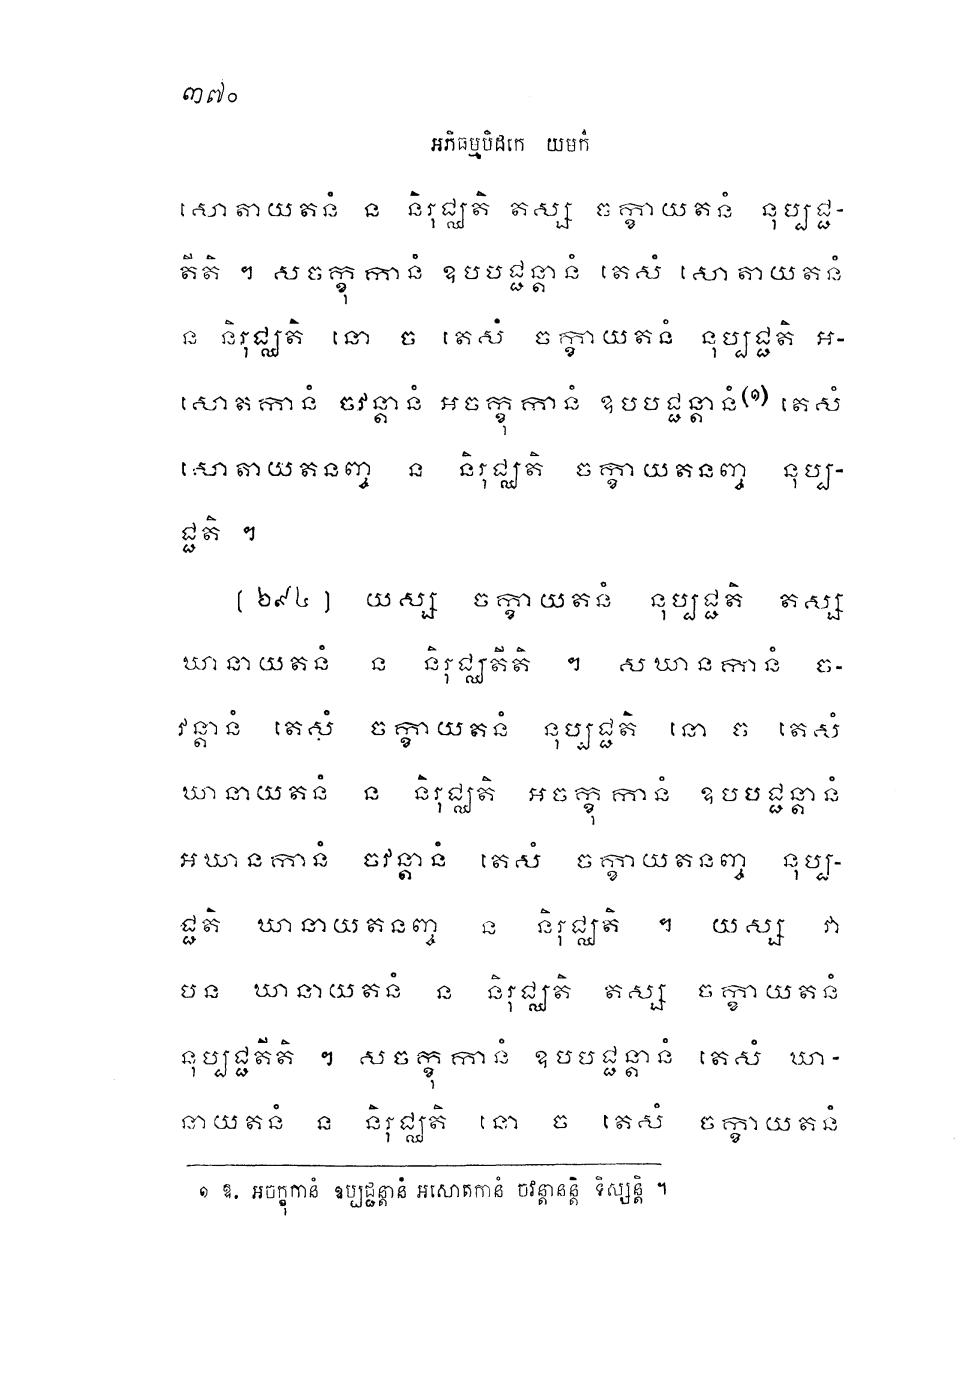 ៣៧០
អភិធម្មបិដកេ យមកំ
សោតាយតនំ ន និរុជ្ឈតិ តស្ស ចក្ខាយតនំ នុប្បជ្ជ-
តីតិ ។ សចក្ខុកានំ ឧបបជ្ជន្តានំ តេសំ សោតាយតនំ
ន និរុជ្ឈតិ នោ ច តេសំ ចក្ខាយតនំ នុប្បជ្ជតិ អ-
សោតកានំ ចវន្តានំ អចក្ខុកានំ ឧបបជ្ជន្តានំ(១) តេសំ
សោតាយតនញ្ច ន និរុជ្ឈតិ ចក្ខាយតនញ្ច នុប្ប-
ជ្ជតិ ។
[ ៦៩៤ ] យស្ស ចក្ខាយតនំ នុប្បជ្ជតិ តស្ស
ឃានាយតនំ ន និរុជ្ឈតីតិ ។ សឃានកានំ ច-
វន្តានំ តេសំ ចក្ខាយតនំ នុប្បជ្ជតិ នោ ច តេសំ
ឃានាយតនំ ន និរុជ្ឈតិ អចក្ខុកានំ ឧបបជ្ជន្តានំ
អឃានកានំ ចវន្តានំ តេសំ ចក្ខាយតនញ្ច នុប្ប-
ជ្ជតិ ឃានាយតនញ្ច ន និរុជ្ឈតិ ។ យស្ស វា
បន ឃានាយតនំ ន និរុជ្ឈតិ តស្ស ចក្ខាយតនំ
នុប្បជ្ជតីតិ ។ សចក្ខុកានំ ឧបបជ្ជន្តានំ តេសំ ឃា-
នាយតនំ ន និរុជ្ឈតិ នោ ច តេសំ ចក្ខាយតនំ
១ ឱ. អចក្ខុកានំ ឧប្បជ្ជន្តានំ អសោតកានំ ចវន្តានន្តិ ទិស្សន្តិ ។